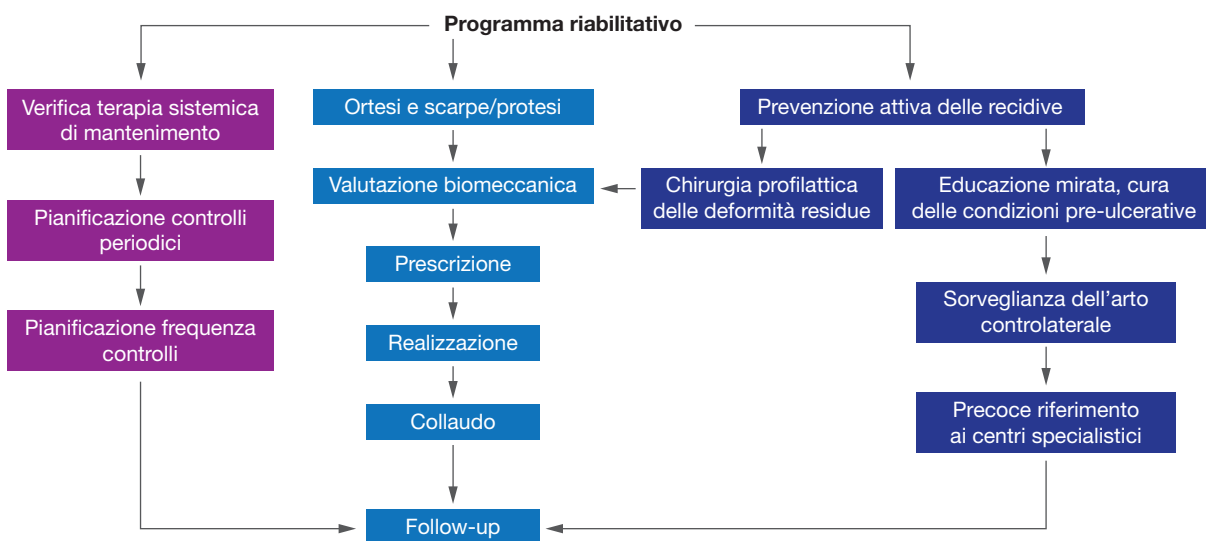 Programma riabilitativo
Verifica terapia sistemica
di mantenimento
Pianificazione controlli
periodici
Pianificazione frequenza
controlli
Ortesi e scarpe/protesi
Valutazione biomeccanica
Prescrizione
Realizzazione
Collaudo
Prevenzione attiva delle recidive
Chirurgia profilattica
delle deformità residue
Educazione mirata, cura
delle condizioni pre-ulcerative
Sorveglianza dell’arto
controlaterale
Precoce riferimento
ai centri specialistici
Follow-up